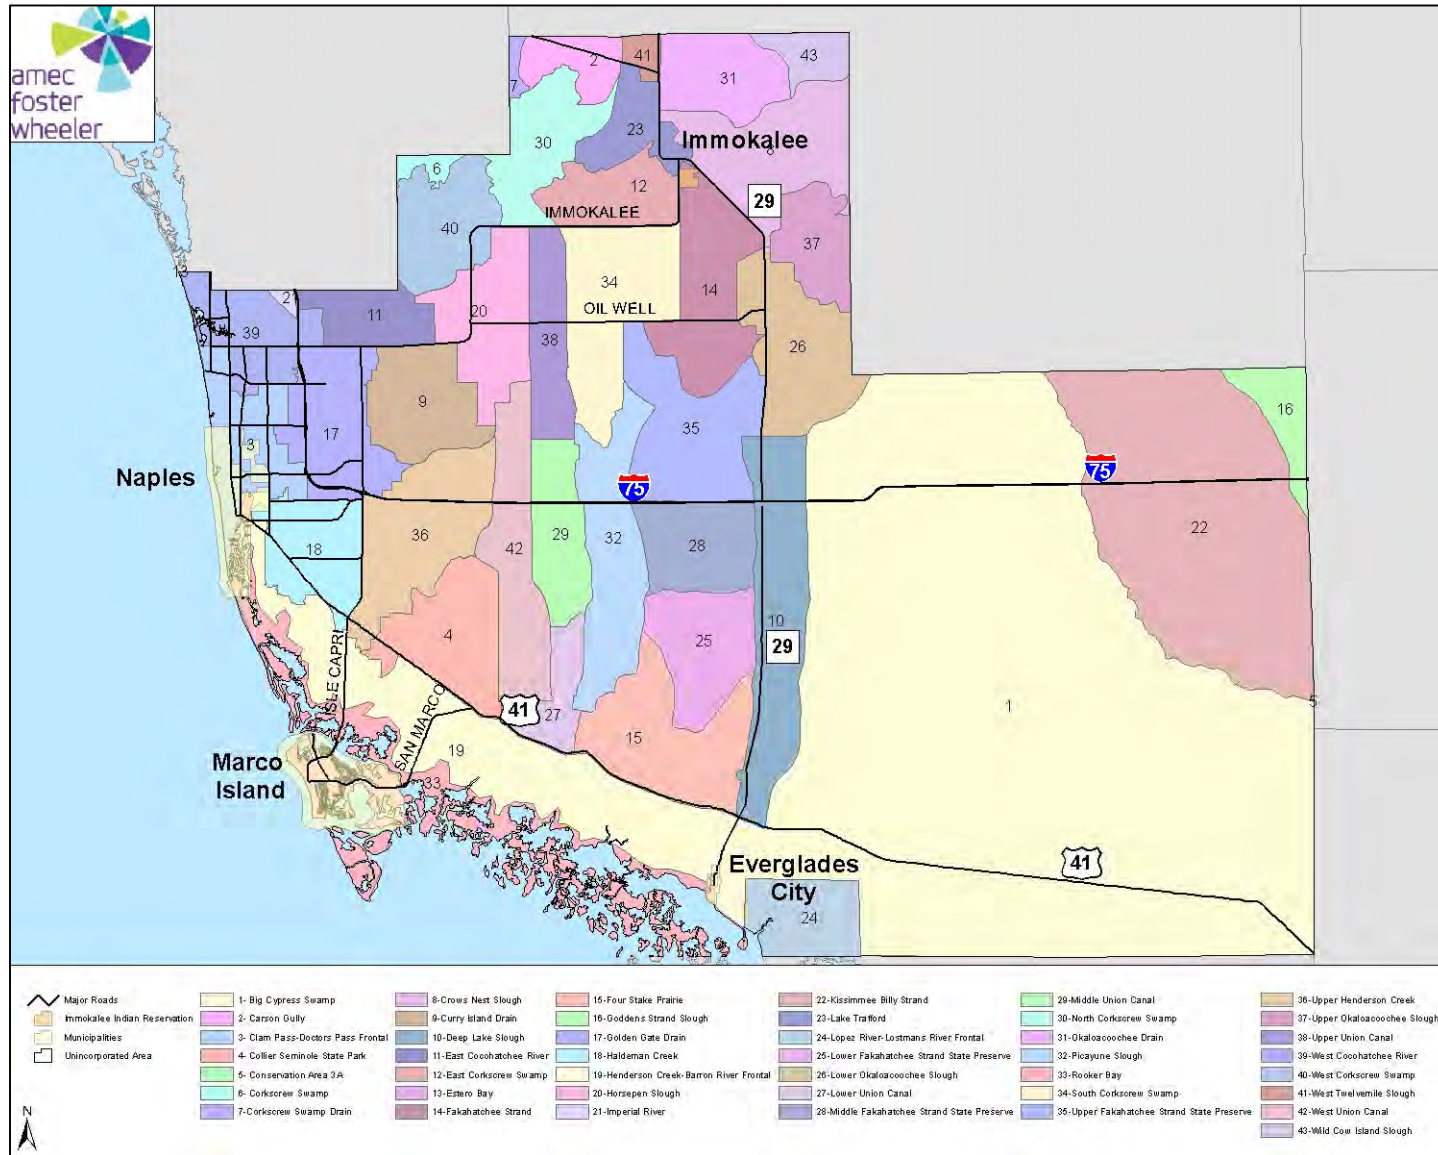 amec
foster
wheeler
41
2
43
7
31
30
23
Immokalee
8
6
12
29
IMMOKALEE
40
37
13
34
2
14
20
OIL WELL
11
39
38
26
9
16
35
17
3
75
75
Naples
22
36
42
29
32
28
18
10
4
25
29
ISLE CAPRI
SAN MARCO
41
27
1
5
15
19
Marco
Island
33
Everglades
City
41
24
Major Roads
Immokalee Indian Reservation
Municipalities
Unincorporated Area
N
1- Big Cypress Swamp
2- Carson Gully
3- Clam Pass-Doctors Pass Frontal
4- Collier Seminole State Park
5- Conservation Area 3A
6- Corkscrew Swamp
7-Corkscrew Swamp Drain
8-Crows Nest Slough
9-Curry Island Drain
10-Deep Lake Slough
11-East Cocohatchee River
12-East Corkscrew Swamp
13-Estero Bay
14-Fakahatchee Strand
15-Four Stake Prairie
16-Goddens Strand Slough
17-Golden Gate Drain
18-Haldeman Creek
19-Henderson Creek-Barron River Frontal
20-Horsepen Slough
21-Imperial River
22-Kissimmee Billy Strand
23-Lake Trafford
24-Lopez River-Lostmans River Frontal
25-Lower Fakahatchee Strand State Preserve
26-Lower Okaloacoochee Slough
27-Lower Union Canal
28-Middle Fakahatchee Strand State Preserve
29-Middle Union Canal
30-North Corkscrew Swamp
31-Okaloacoochee Drain
32-Picayune Slough
33-Rooker Bay
34-South Corkscrew Swamp
35-Upper Fakahatchee Strand State Preserve
36-Upper Henderson Creek
37-Upper Okaloacoochee Slough
38-Upper Union Canal
39-West Cocohatchee River
40-West Corkscrew Swamp
41-West Twelvemile Slough
42-West Union Canal
43-Wild Cow Island Slough